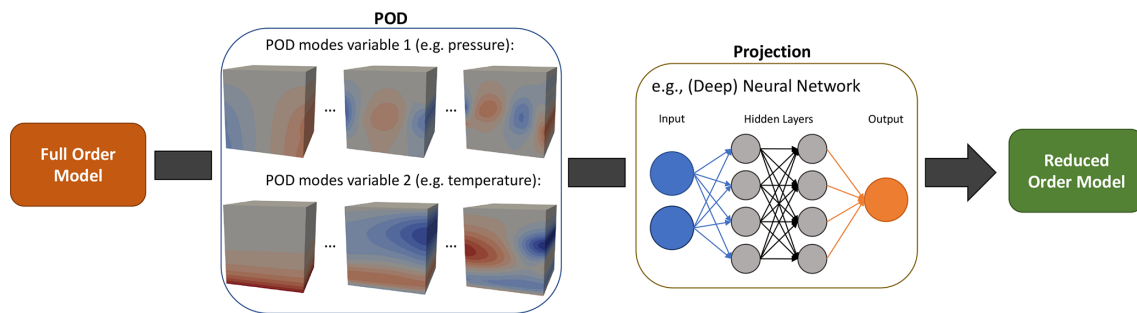 POD
POD modes variable 1 (e.g. pressure):
... ...
POD modes variable 2 (e.g. temperature):
... ...
Full Order
Model
Projection
e.g., (Deep) Neural Network
Input
Hidden Layers
Output
Reduced
Order Model